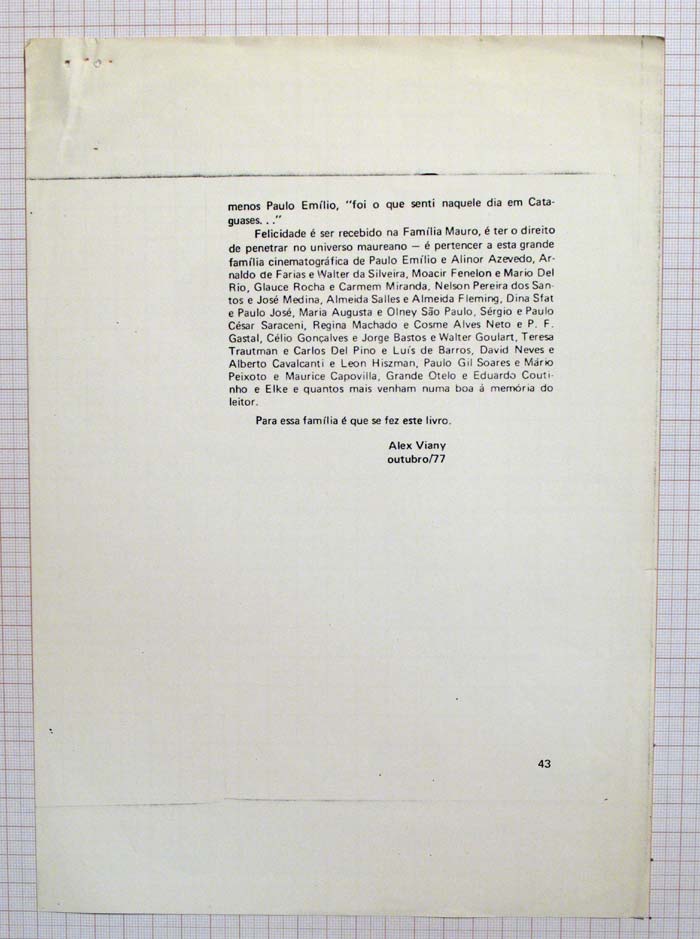 menos Paulo Emílio, "foi o que senti naquele dia em Cata-
guases. . ."
Felicidade é ser recebido na Família Mauro, é ter o direito
de penetrar no universo maureano — é pertencer a esta grande
família cinematográfica de Paulo Emílio e Alinor Azevedo, Ar-
naldo de Farias e Walter da Silveira, Moacir Fenelon e Mario Del
Rio, Glauce Rocha e Carmem Miranda, Nelson Pereira dos San-
tos e José Medina, Almeida Salles e Almeida Fleming, Dina Sfat
e Paulo José, Maria Augusta e Olney São Paulo, Sérgio e Paulo
César Saraceni, Regina Machado e Cosme Alves Neto e P. F.
Gastal, Célio Gonçalves e Jorge Bastos e Walter Goulart, Teresa
Trautman e Carlos Del Pino e Luís de Barros, David Neves e
Alberto Cavalcanti e Leon Hiszman, Paulo Gil Soares e Mário
Peixoto e Maurice Capovilla, Grande Otelo e Eduardo Couti-
nho e Elke e quantos mais venham numa boa á memória do
leitor.
Para essa família é que se fez este livro.
Alex Viany
outubro/77
43